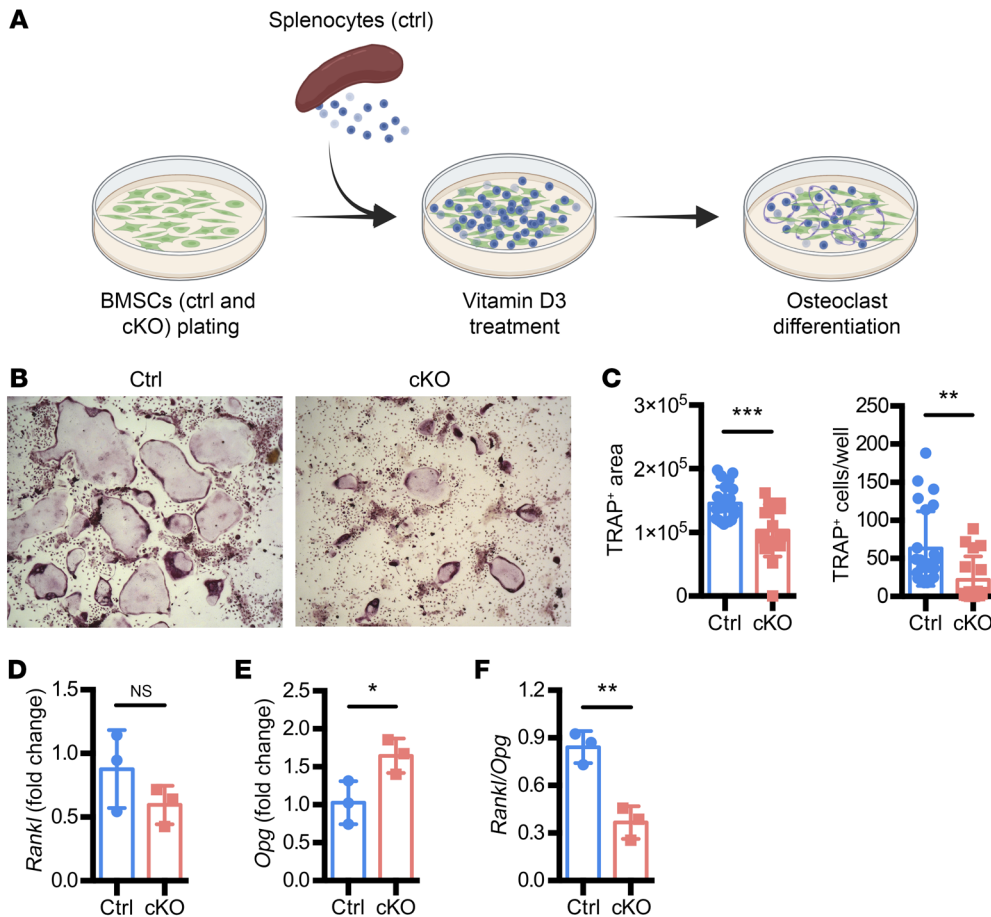 A
Splenocytes (ctrl)
BMSCs (ctrl and
cKO) plating
Vitamin D3
treatment
Osteoclast
differentiation
B
Ctrl
cKO
C
TRAP⁺ area
3×10⁵
2×10⁵
1×10⁵
0
***
Ctrl
cKO
TRAP⁺ cells/well
250
200
150
100
50
0
**
Ctrl
cKO
D
Rankl (fold change)
1.5
1.0
0.5
0.0
NS
Ctrl
cKO
E
Opg (fold change)
2.5
2.0
1.5
1.0
0.5
0.0
*
Ctrl
cKO
F
Rankl/Opg
1.2
0.9
0.6
0.3
0.0
**
Ctrl
cKO